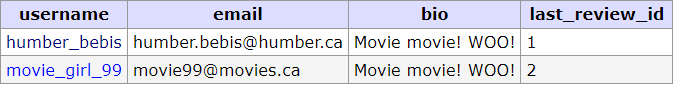 username email bio last_review_id
humber_bebis humber.bebis@humber.ca Movie movie! WOO! 1
movie_girl_99 movie99@movies.ca Movie movie! WOO! 2